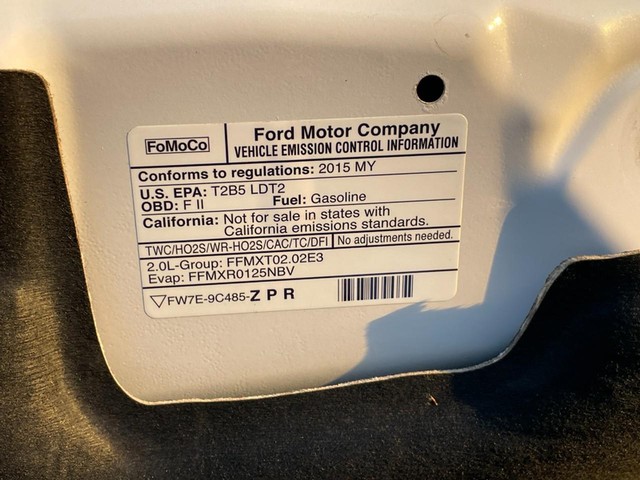 FoMoCo
Ford Motor Company
VEHICLE EMISSION CONTROL INFORMATION
Conforms to regulations: 2015 MY
U.S. EPA: T2B5 LDT2
OBD: F II Fuel: Gasoline
California: Not for sale in states with
California emissions standards.
TWC/HO2S/WR-HO2S/CAC/TC/DFI No adjustments needed.
2.0L-Group: FFMXT02.02E3
Evap: FFMXR0125NBV
FW7E-9C485-ZPR